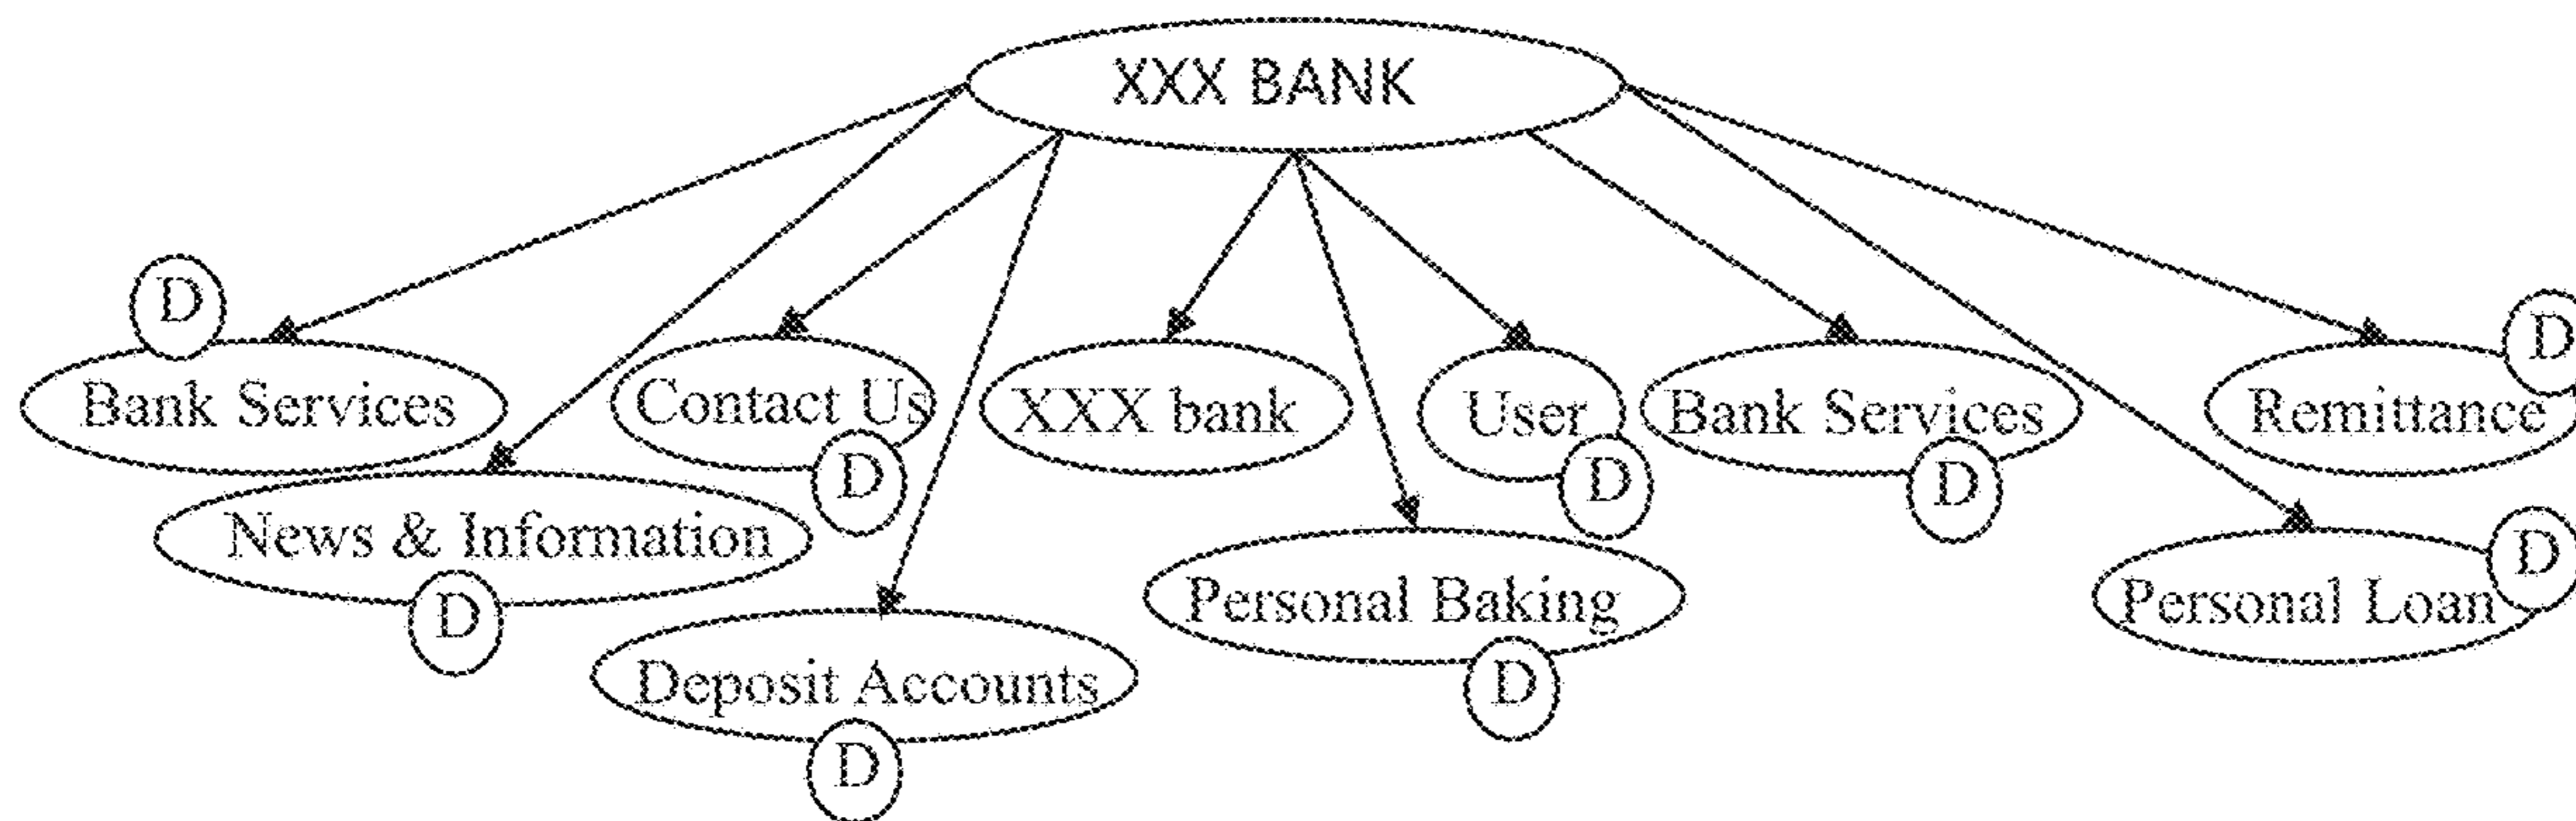 XXX BANK
D
D
Bank Services
Contact Us
XXX bank
User
Bank Services
Remittance
D
D
D
News & Information
D
Personal Baking
D
Personal Loan
D
Deposit Accounts
D
D